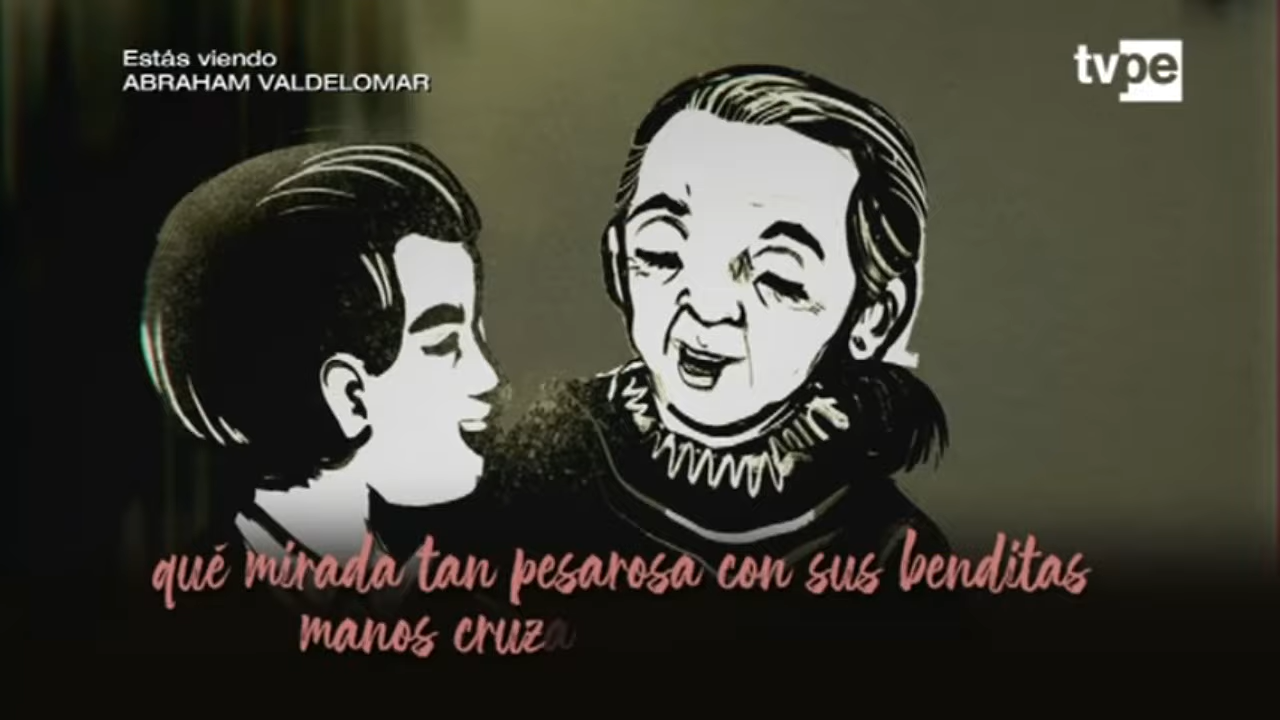 Estás viendo
ABRAHAM VALDELOMAR
tvpe
qué mirada tan pesarosa con sus benditas
manos cruza